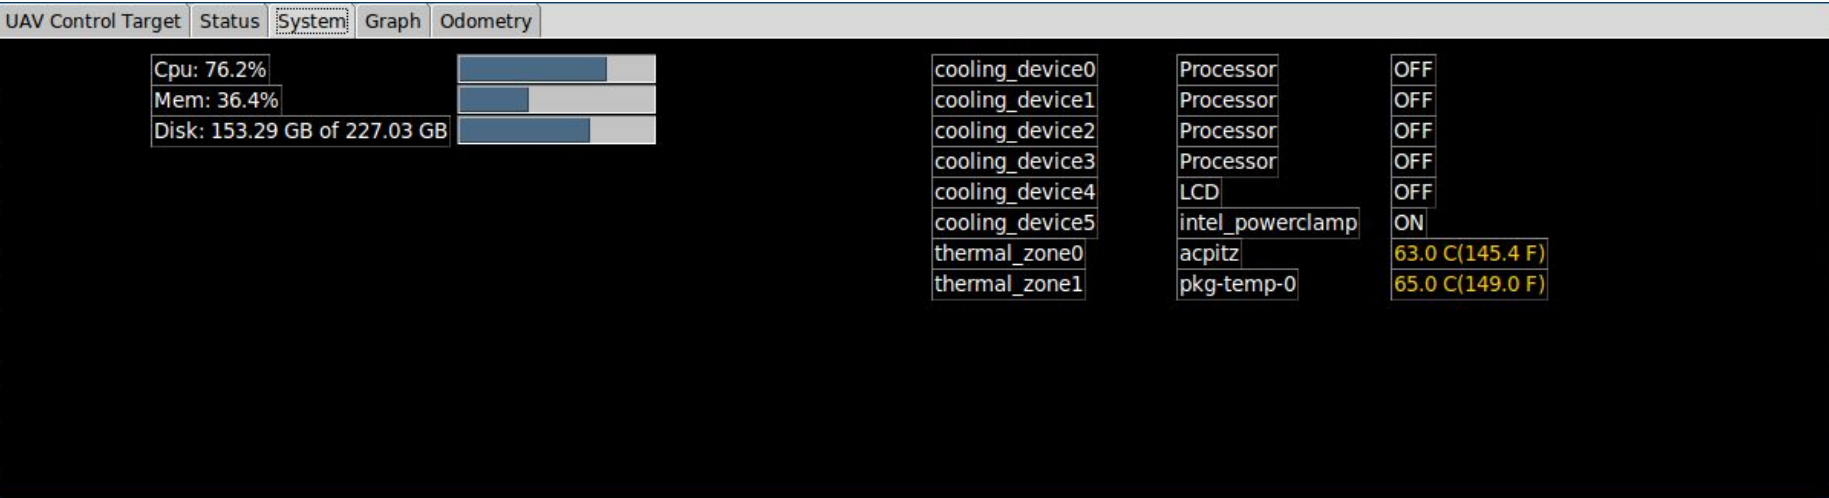 UAV Control Target Status System Graph Odometry
Cpu: 76.2%
Mem: 36.4%
Disk: 153.29 GB of 227.03 GB
cooling_device0 Processor OFF
cooling_device1 Processor OFF
cooling_device2 Processor OFF
cooling_device3 Processor OFF
cooling_device4 LCD OFF
cooling_device5 intel_powerclamp ON
thermal_zone0 acpitz 63.0 C(145.4 F)
thermal_zone1 pkg-temp-0 65.0 C(149.0 F)